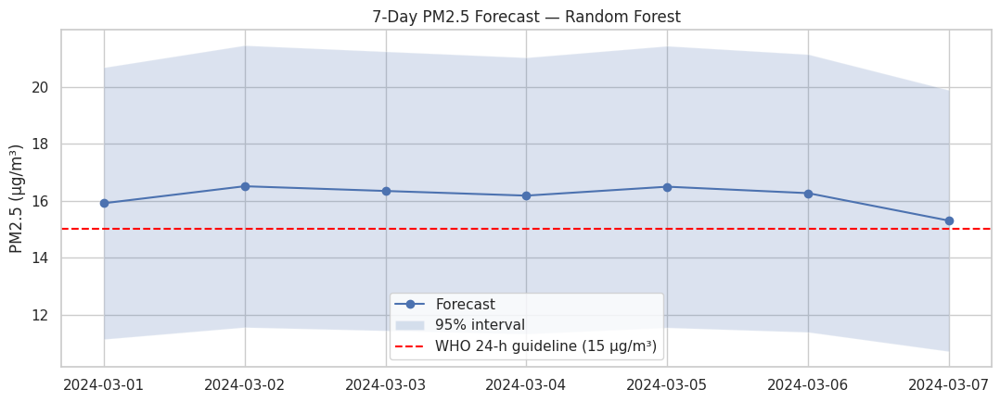 7-Day PM2.5 Forecast — Random Forest
PM2.5 (µg/m³)
20
18
16
14
12
Forecast
95% interval
WHO 24-h guideline (15 µg/m³)
2024-03-01 2024-03-02 2024-03-03 2024-03-04 2024-03-05 2024-03-06 2024-03-07